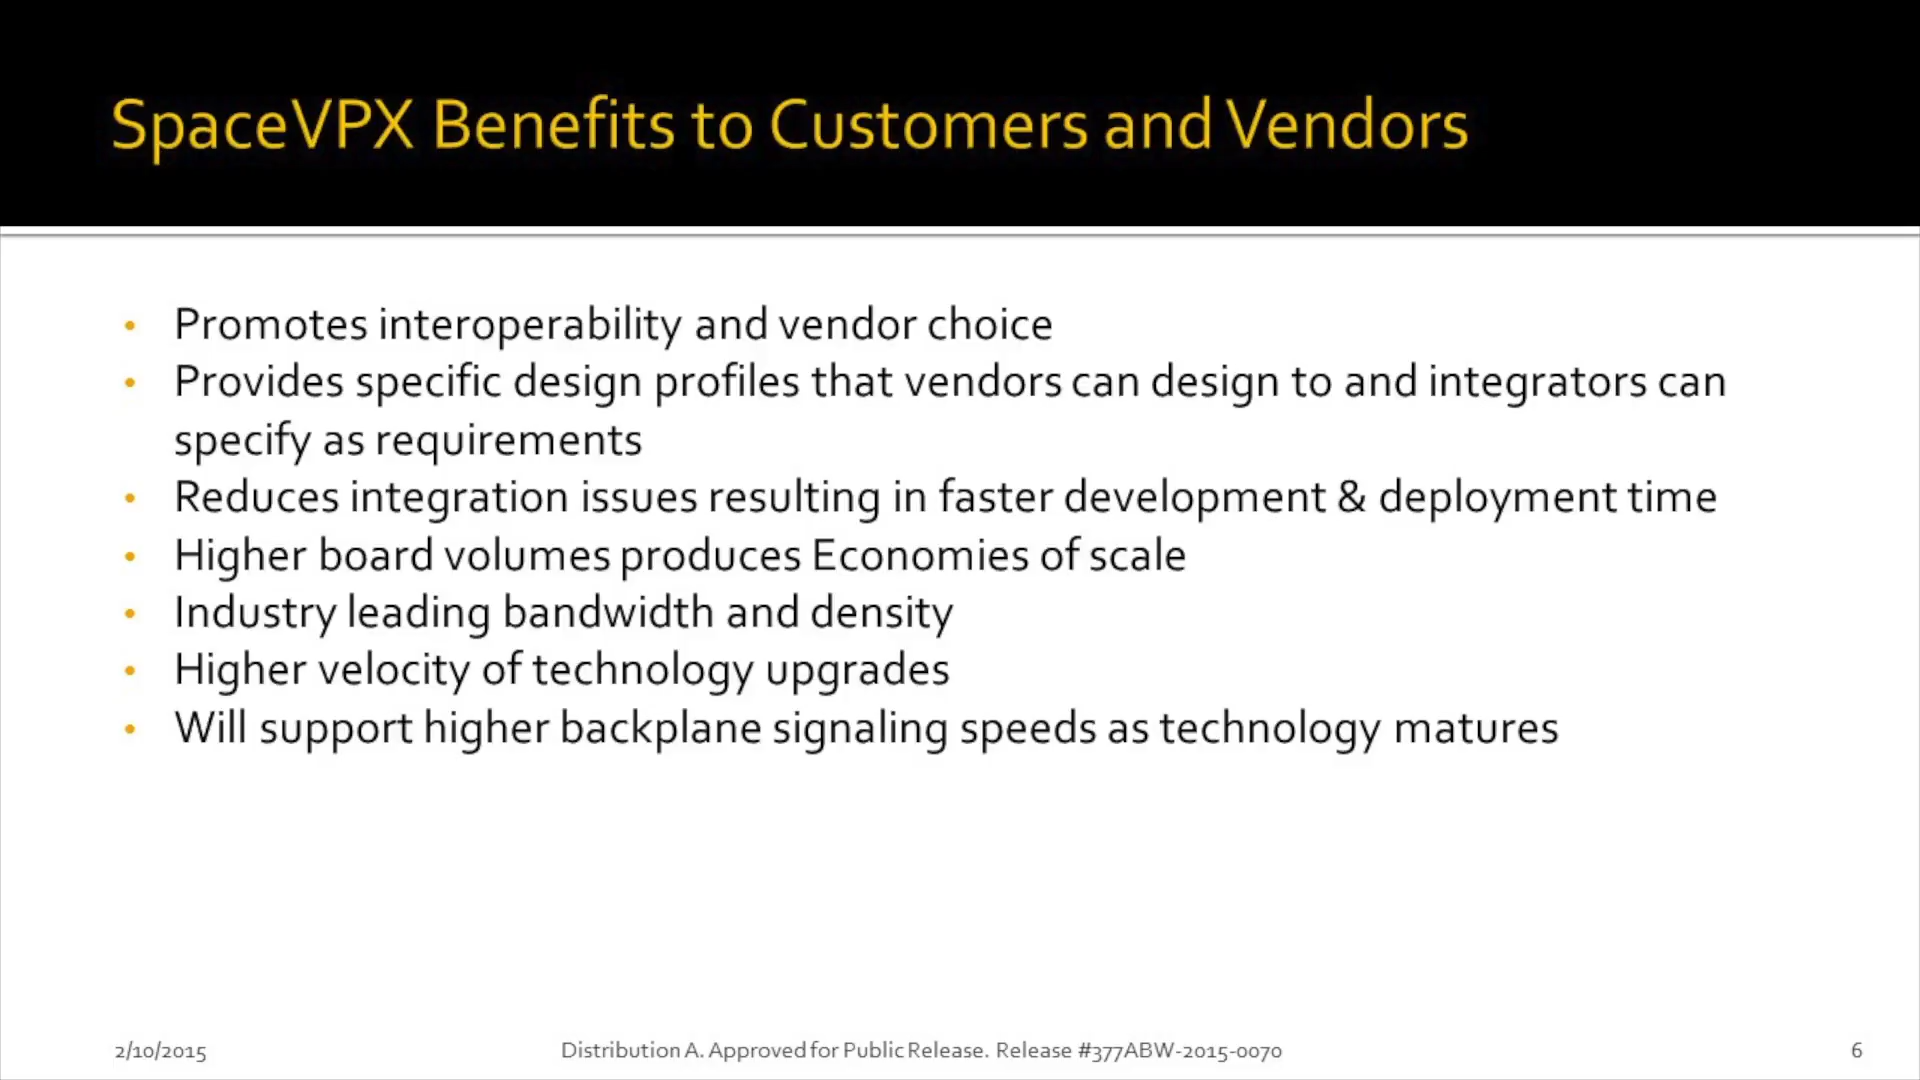 SpaceVPX Benefits to Customers and Vendors
• Promotes interoperability and vendor choice
• Provides specific design profiles that vendors can design to and integrators can
specify as requirements
• Reduces integration issues resulting in faster development & deployment time
• Higher board volumes produces Economies of scale
• Industry leading bandwidth and density
• Higher velocity of technology upgrades
• Will support higher backplane signaling speeds as technology matures
2/10/2015
Distribution A. Approved for Public Release. Release #377ABW-2015-0070
6